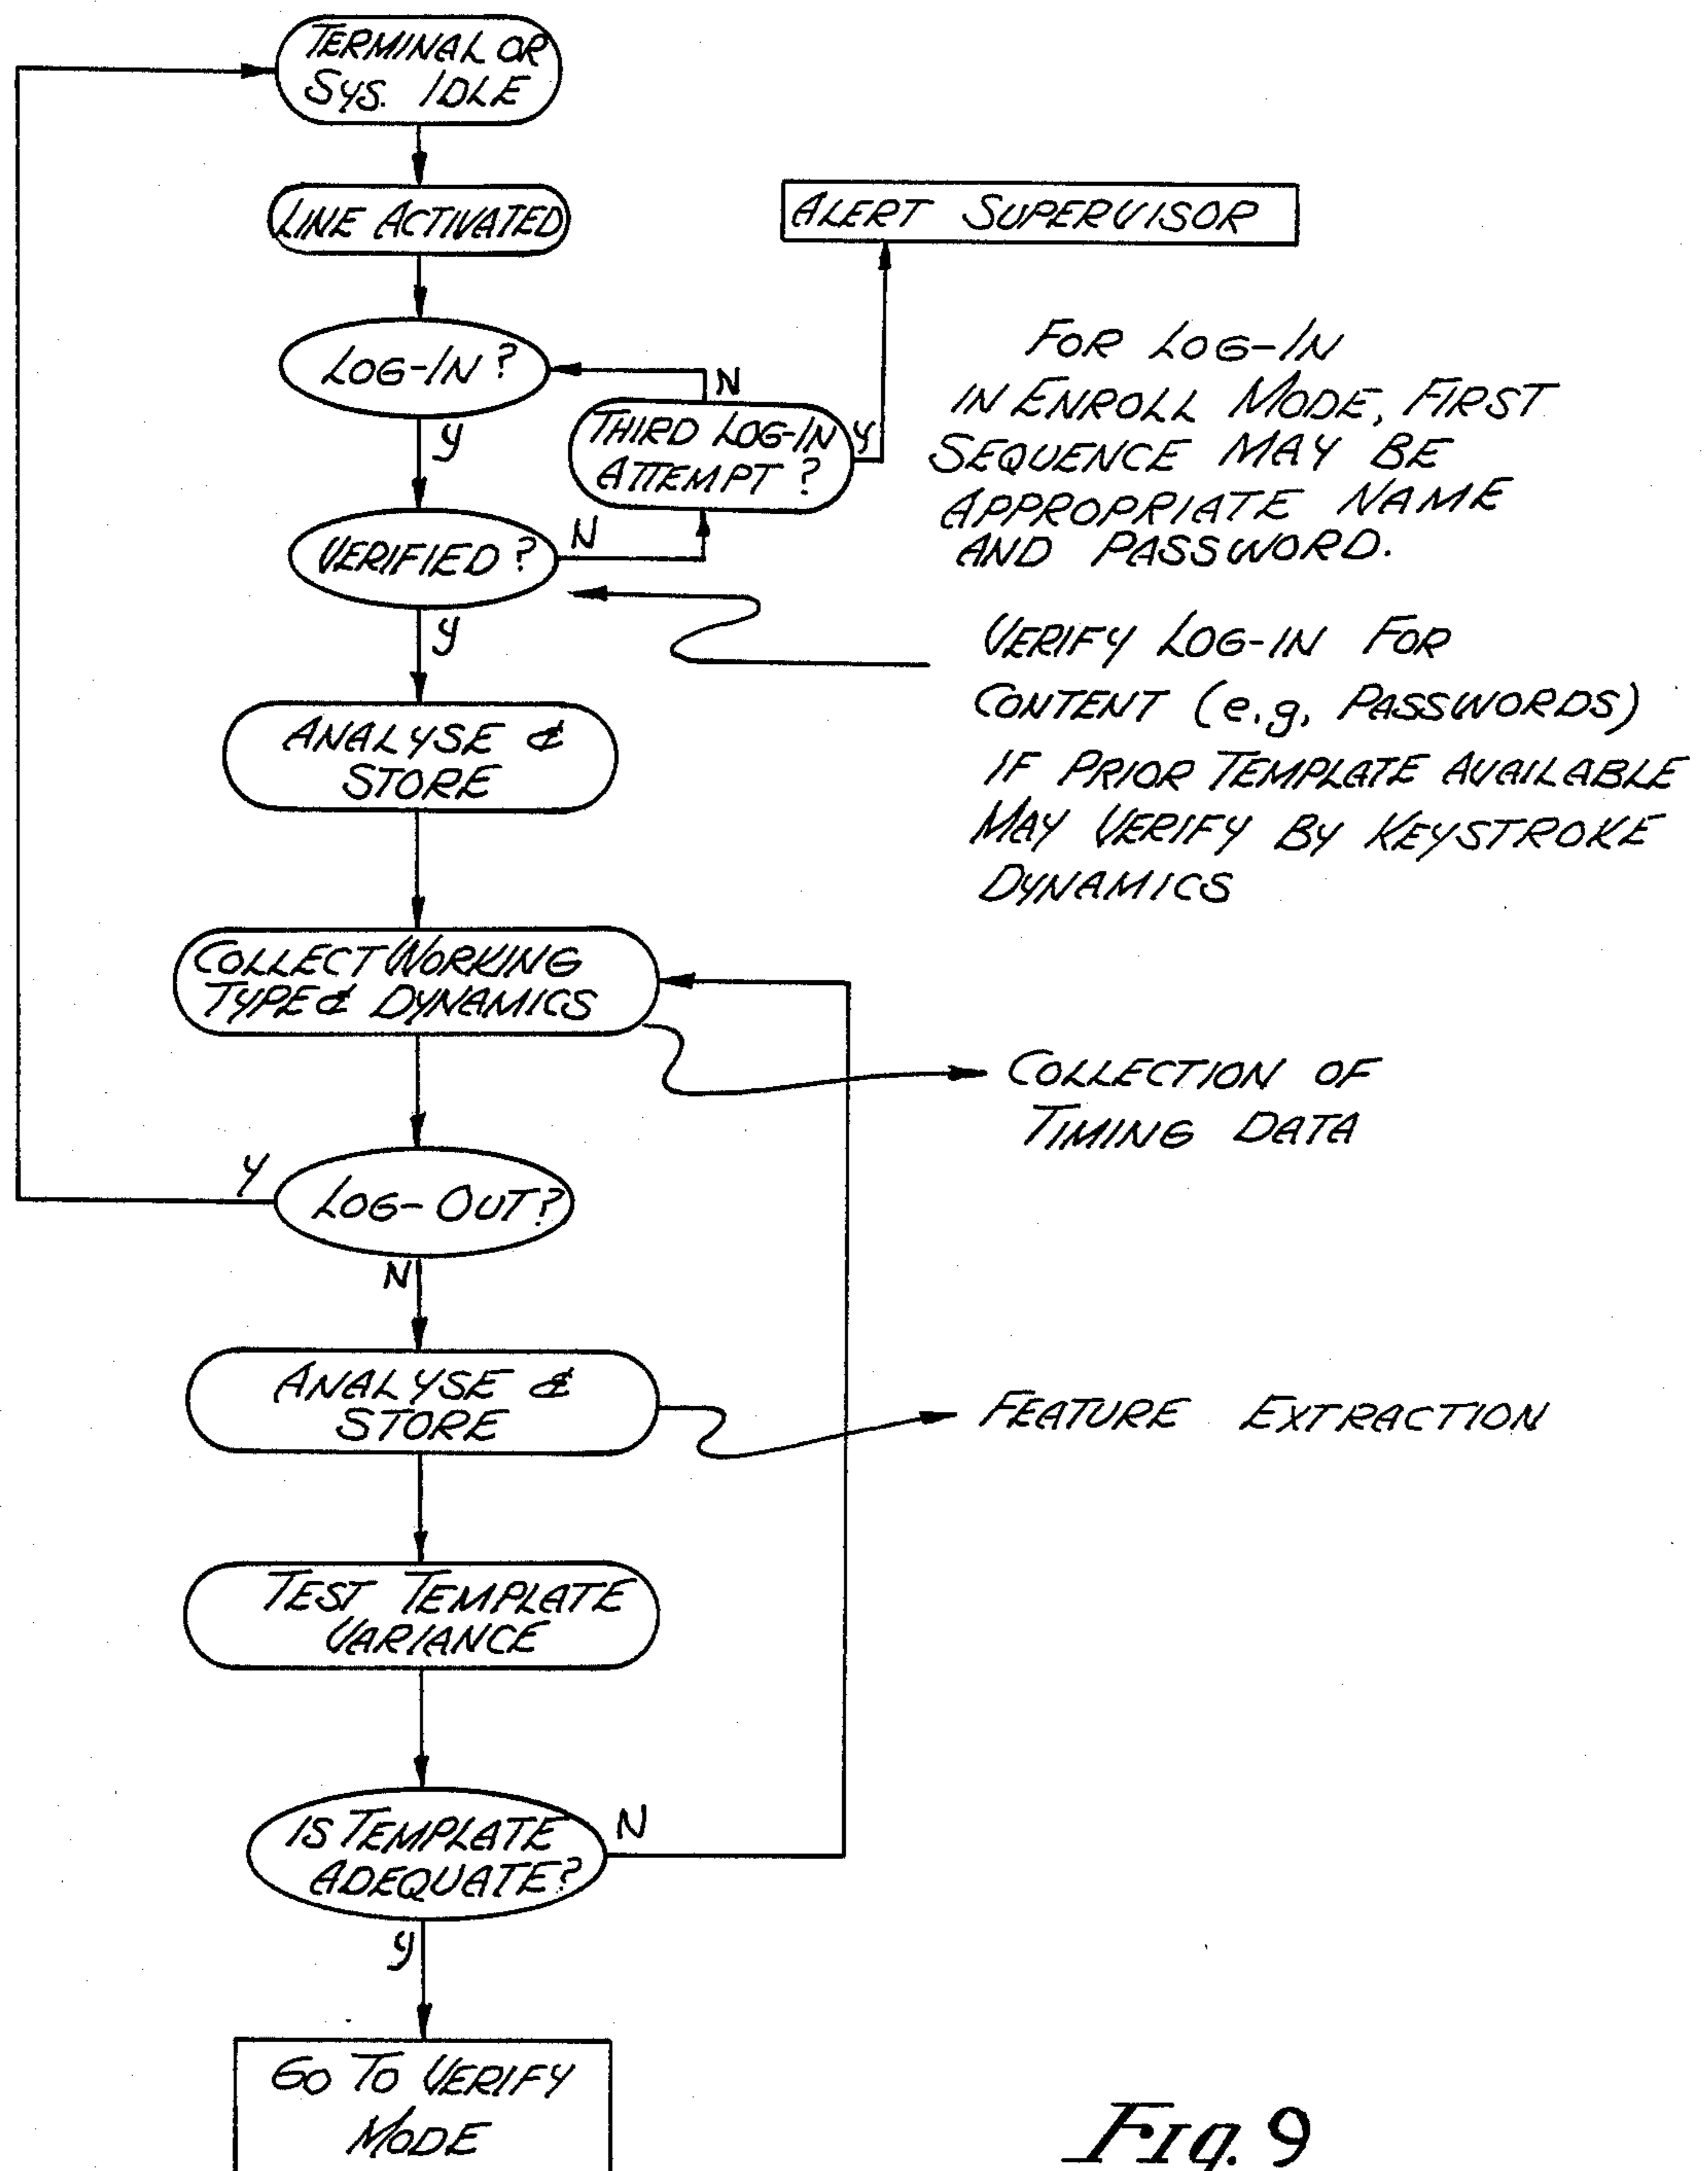 TERMINAL OR
SYS. IDLE
LINE ACTIVATED
ALERT SUPERVISOR
LOG-IN?
N
THIRD LOG-IN
ATTEMPT?
Y
Y
VERIFIED?
N
Y
FOR LOG-IN
IN ENROLL MODE, FIRST
SEQUENCE MAY BE
APPROPRIATE NAME
AND PASSWORD.
VERIFY LOG-IN FOR
CONTENT (e.g, PASSWORDS)
IF PRIOR TEMPLATE AVAILABLE
MAY VERIFY BY KEYSTROKE
DYNAMICS
ANALYSE &
STORE
COLLECT WORKING
TYPE & DYNAMICS
COLLECTION OF
TIMING DATA
Y
LOG-OUT?
N
ANALYSE &
STORE
FEATURE EXTRACTION
TEST TEMPLATE
VARIANCE
IS TEMPLATE
ADEQUATE?
N
Y
GO TO VERIFY
MODE
Fig. 9